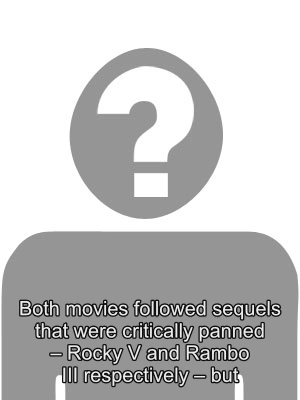 Both movies followed sequels
that were critically panned
– Rocky V and Rambo
III respectively – but